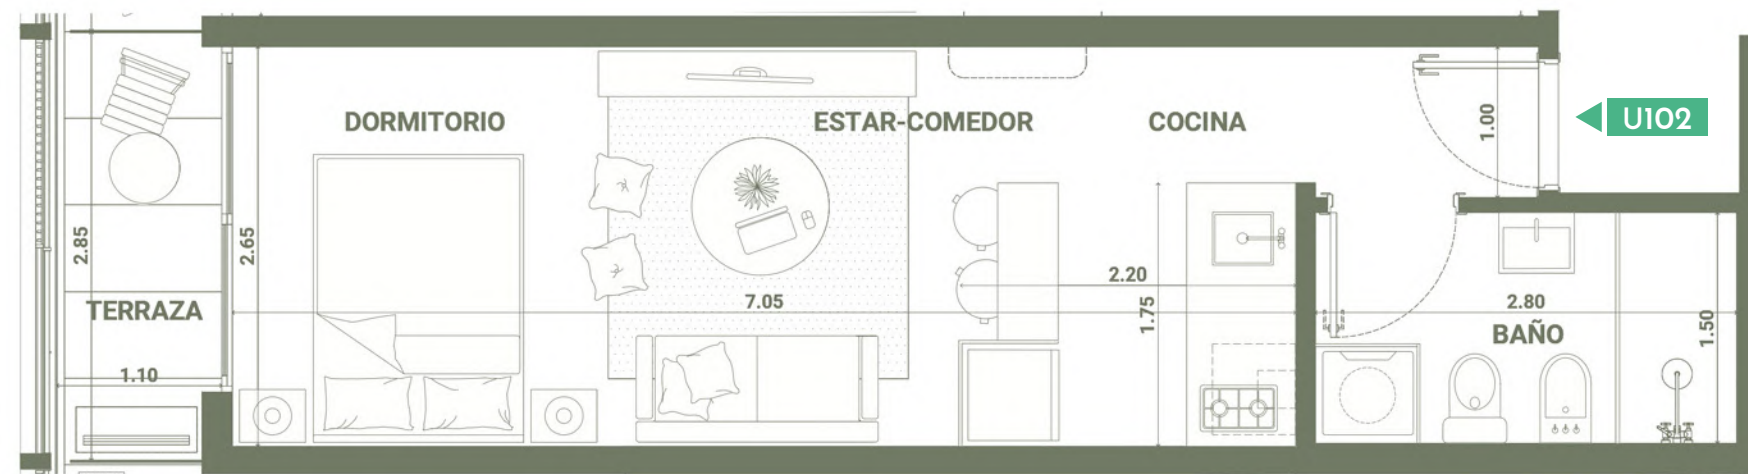 DORMITORIO
ESTAR-COMEDOR
COCINA
1.00
U102
2.85
2.65
TERRAZA
7.05
2.20
1.75
2.80
BAÑO
1.50
1.10